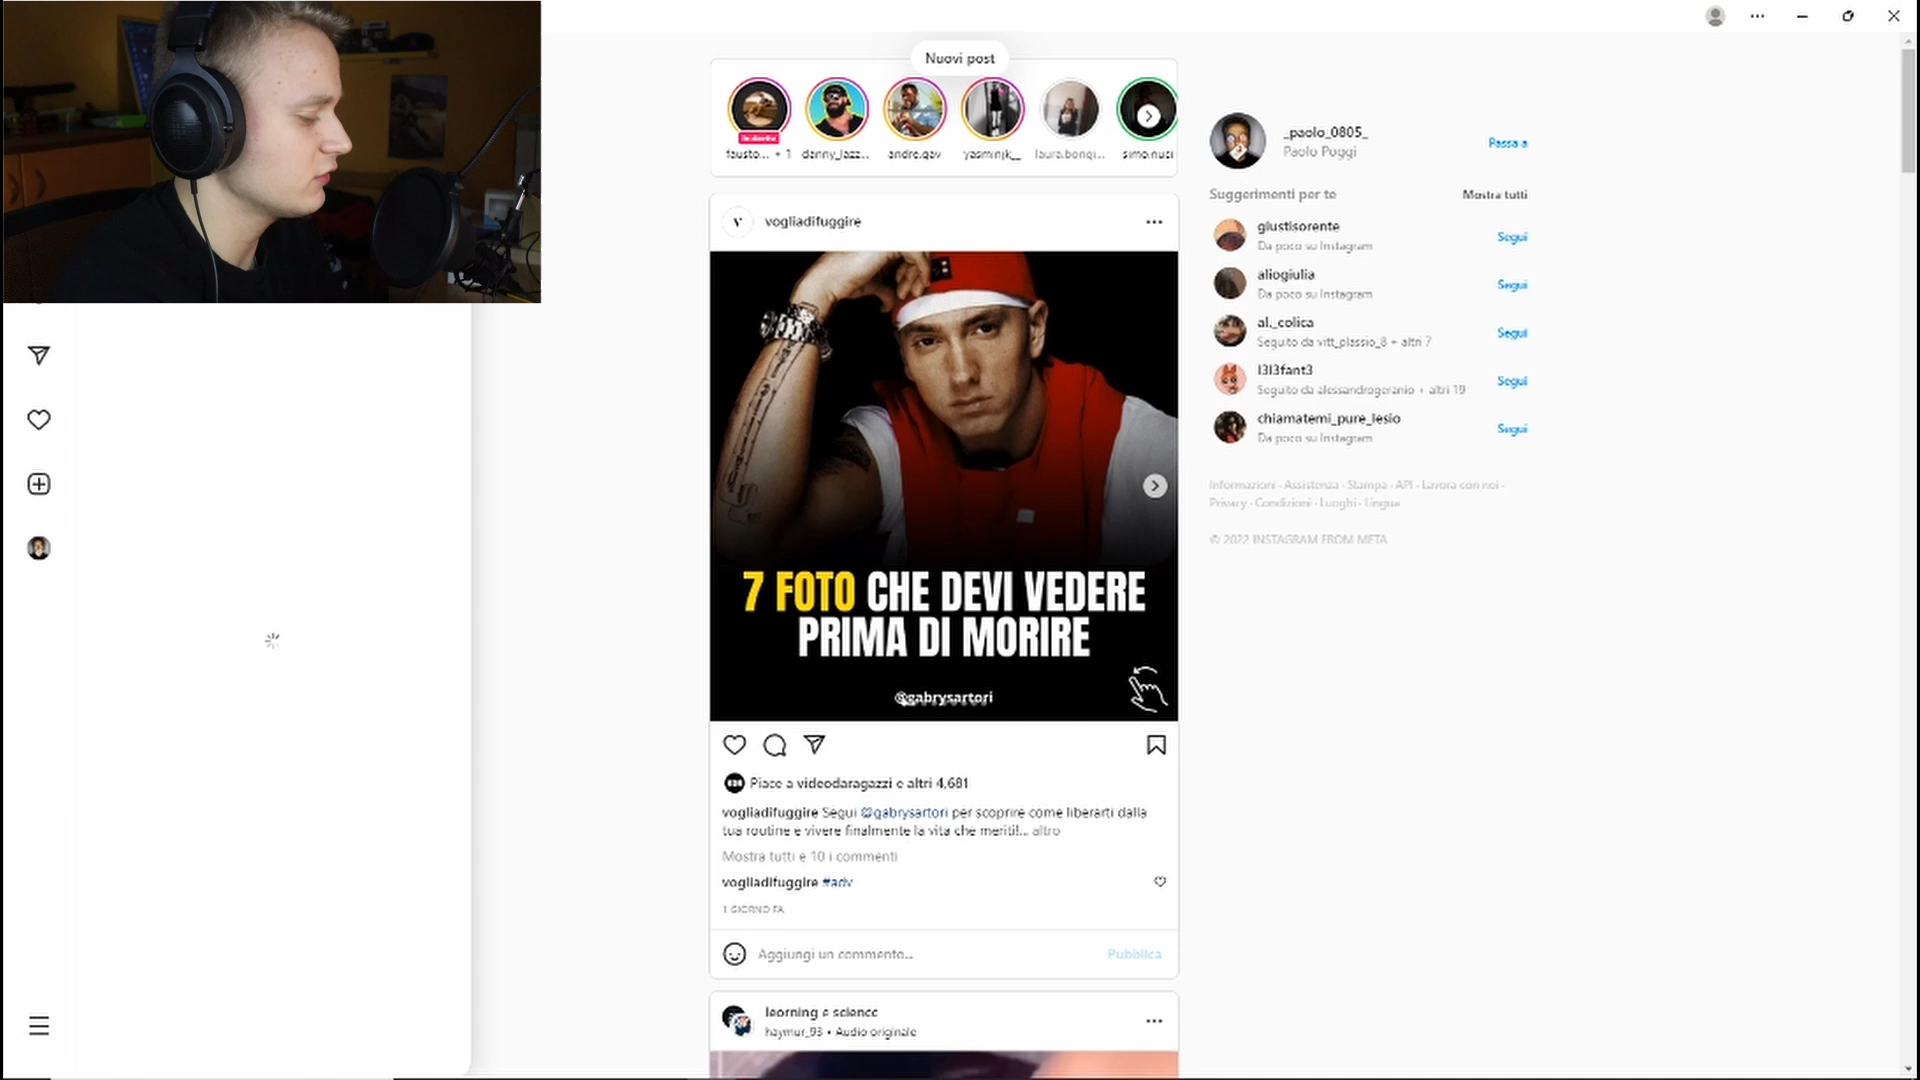 Nuovi post
fausto... + 1
danny_lazz...
andre.gav
yasminjk__
laura.bongi...
simo.nuci
_paolo_0805_
Paolo Poggi
Passa a
Suggerimenti per te
Mostra tutti
giustisorente
Da poco su Instagram
Segui
aliogiulia
Da poco su Instagram
Segui
al._colica
Seguito da vitt_plassio_8 + altri 7
Segui
l3l3fant3
Seguito da alessandrogeranio + altri 19
Segui
chiamatemi_pure_lesio
Da poco su Instagram
Segui
Informazioni · Assistenza · Stampa · API · Lavora con noi ·
Privacy · Condizioni · Luoghi · Lingua
© 2022 INSTAGRAM FROM META
vogliadifuggire
7 FOTO CHE DEVI VEDERE
PRIMA DI MORIRE
@gabrysartori
Piace a videodaragazzi e altri 4,681
vogliadifuggire Segui @gabrysartori per scoprire come liberarti dalla
tua routine e vivere finalmente la vita che meriti!... altro
Mostra tutti e 10 i commenti
vogliadifuggire #adv
1 GIORNO FA
Aggiungi un commento...
Pubblica
learning e science
haymur_93 • Audio originale